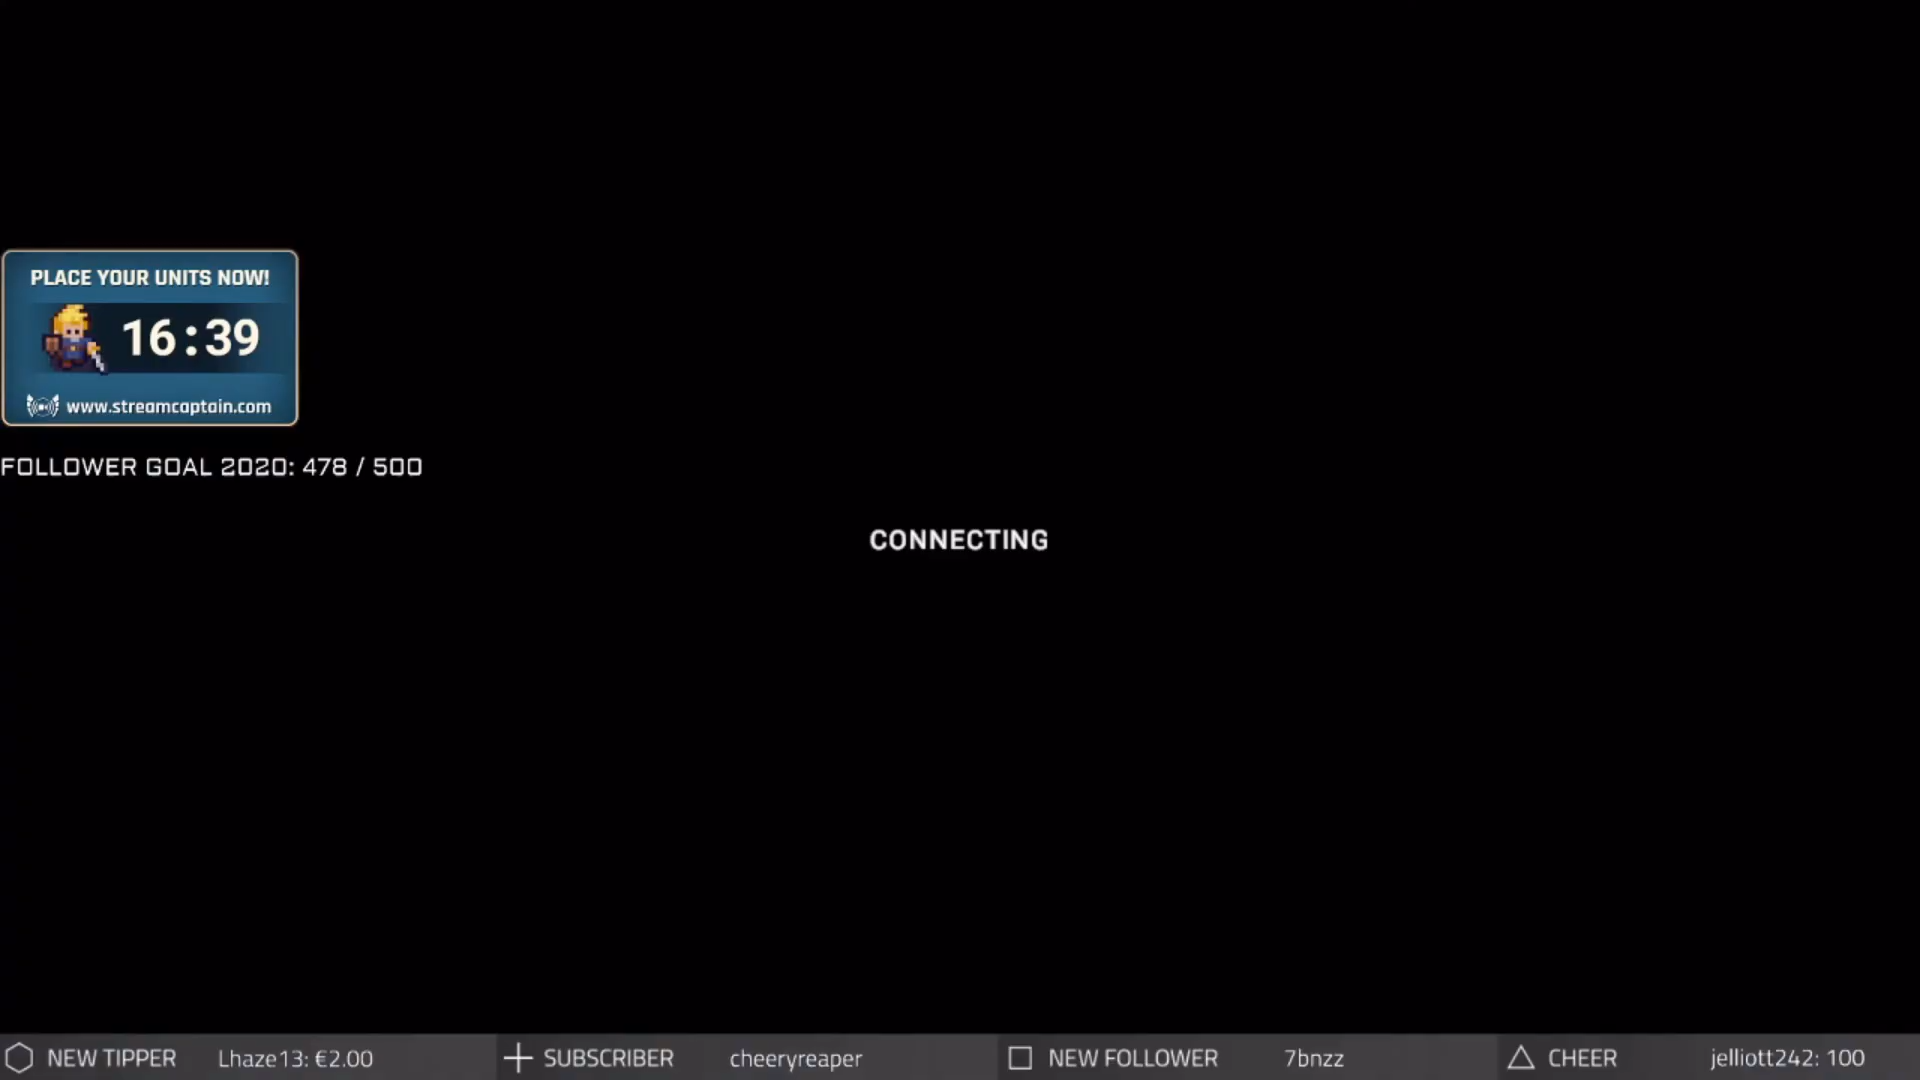 PLACE YOUR UNITS NOW!
16:39
www.streamcaptain.com
FOLLOWER GOAL 2020: 478 / 500
CONNECTING
NEW TIPPER Lhaze13: €2.00 SUBSCRIBER cheeryreaper NEW FOLLOWER 7bnzz CHEER jelliott242: 100